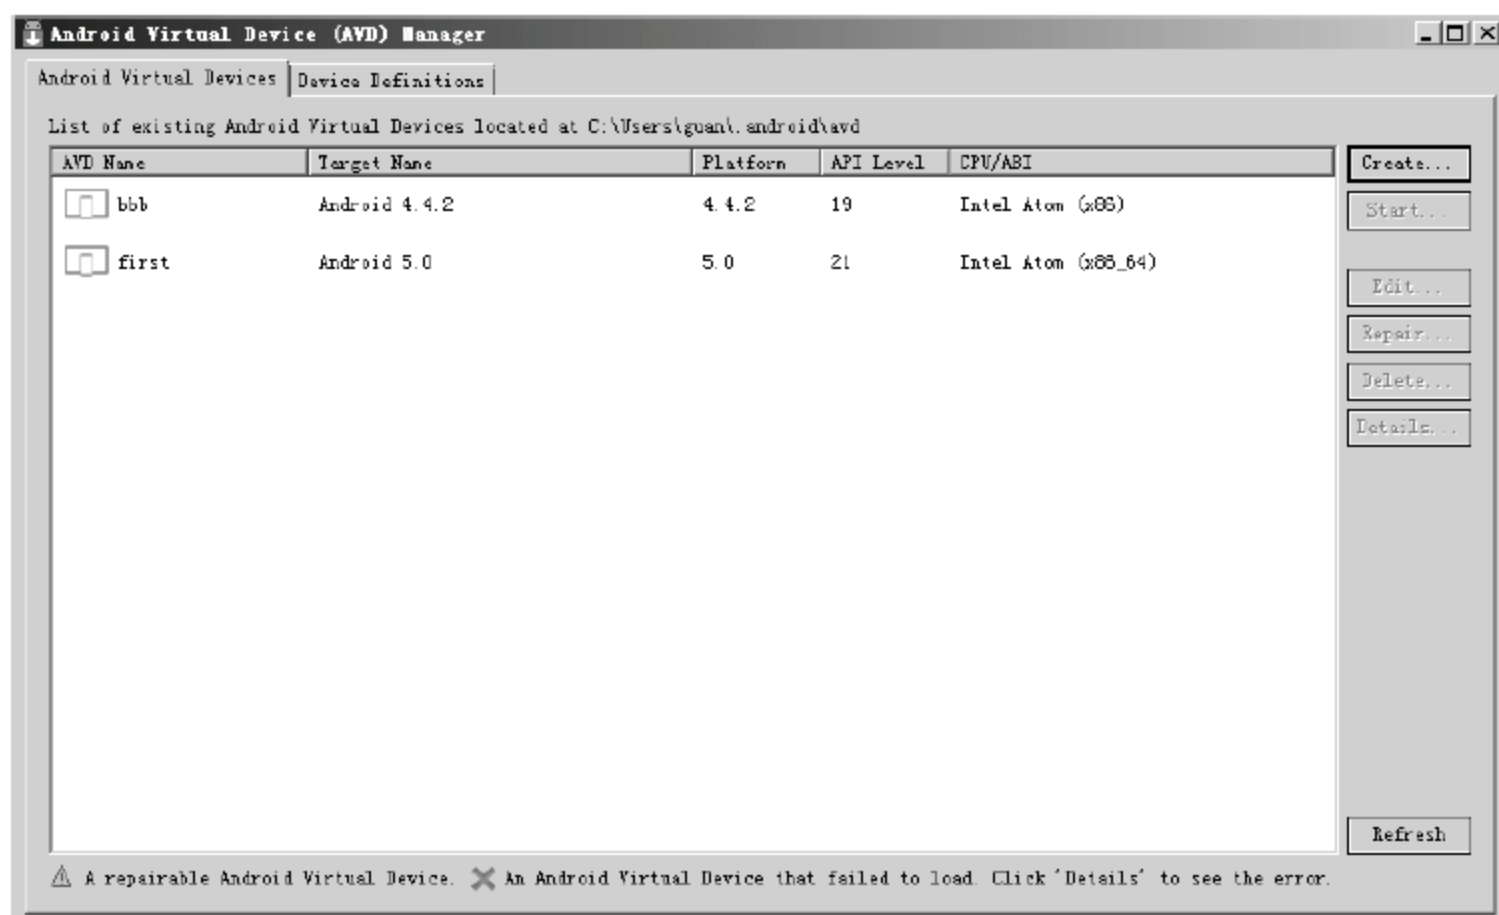 Android Virtual Device (AVD) Manager
Android Virtual Devices Device Definitions
List of existing Android Virtual Devices located at C:\Users\guan\.android\avd
AVD Name Target Name Platform API Level CPU/ABI Create...
bbb Android 4.4.2 4.4.2 19 Intel Atom (x86) Start...
first Android 5.0 5.0 21 Intel Atom (x86_64)
Edit...
Repair...
Delete...
Details...
Refresh
A repairable Android Virtual Device. An Android Virtual Device that failed to load. Click 'Details' to see the error.